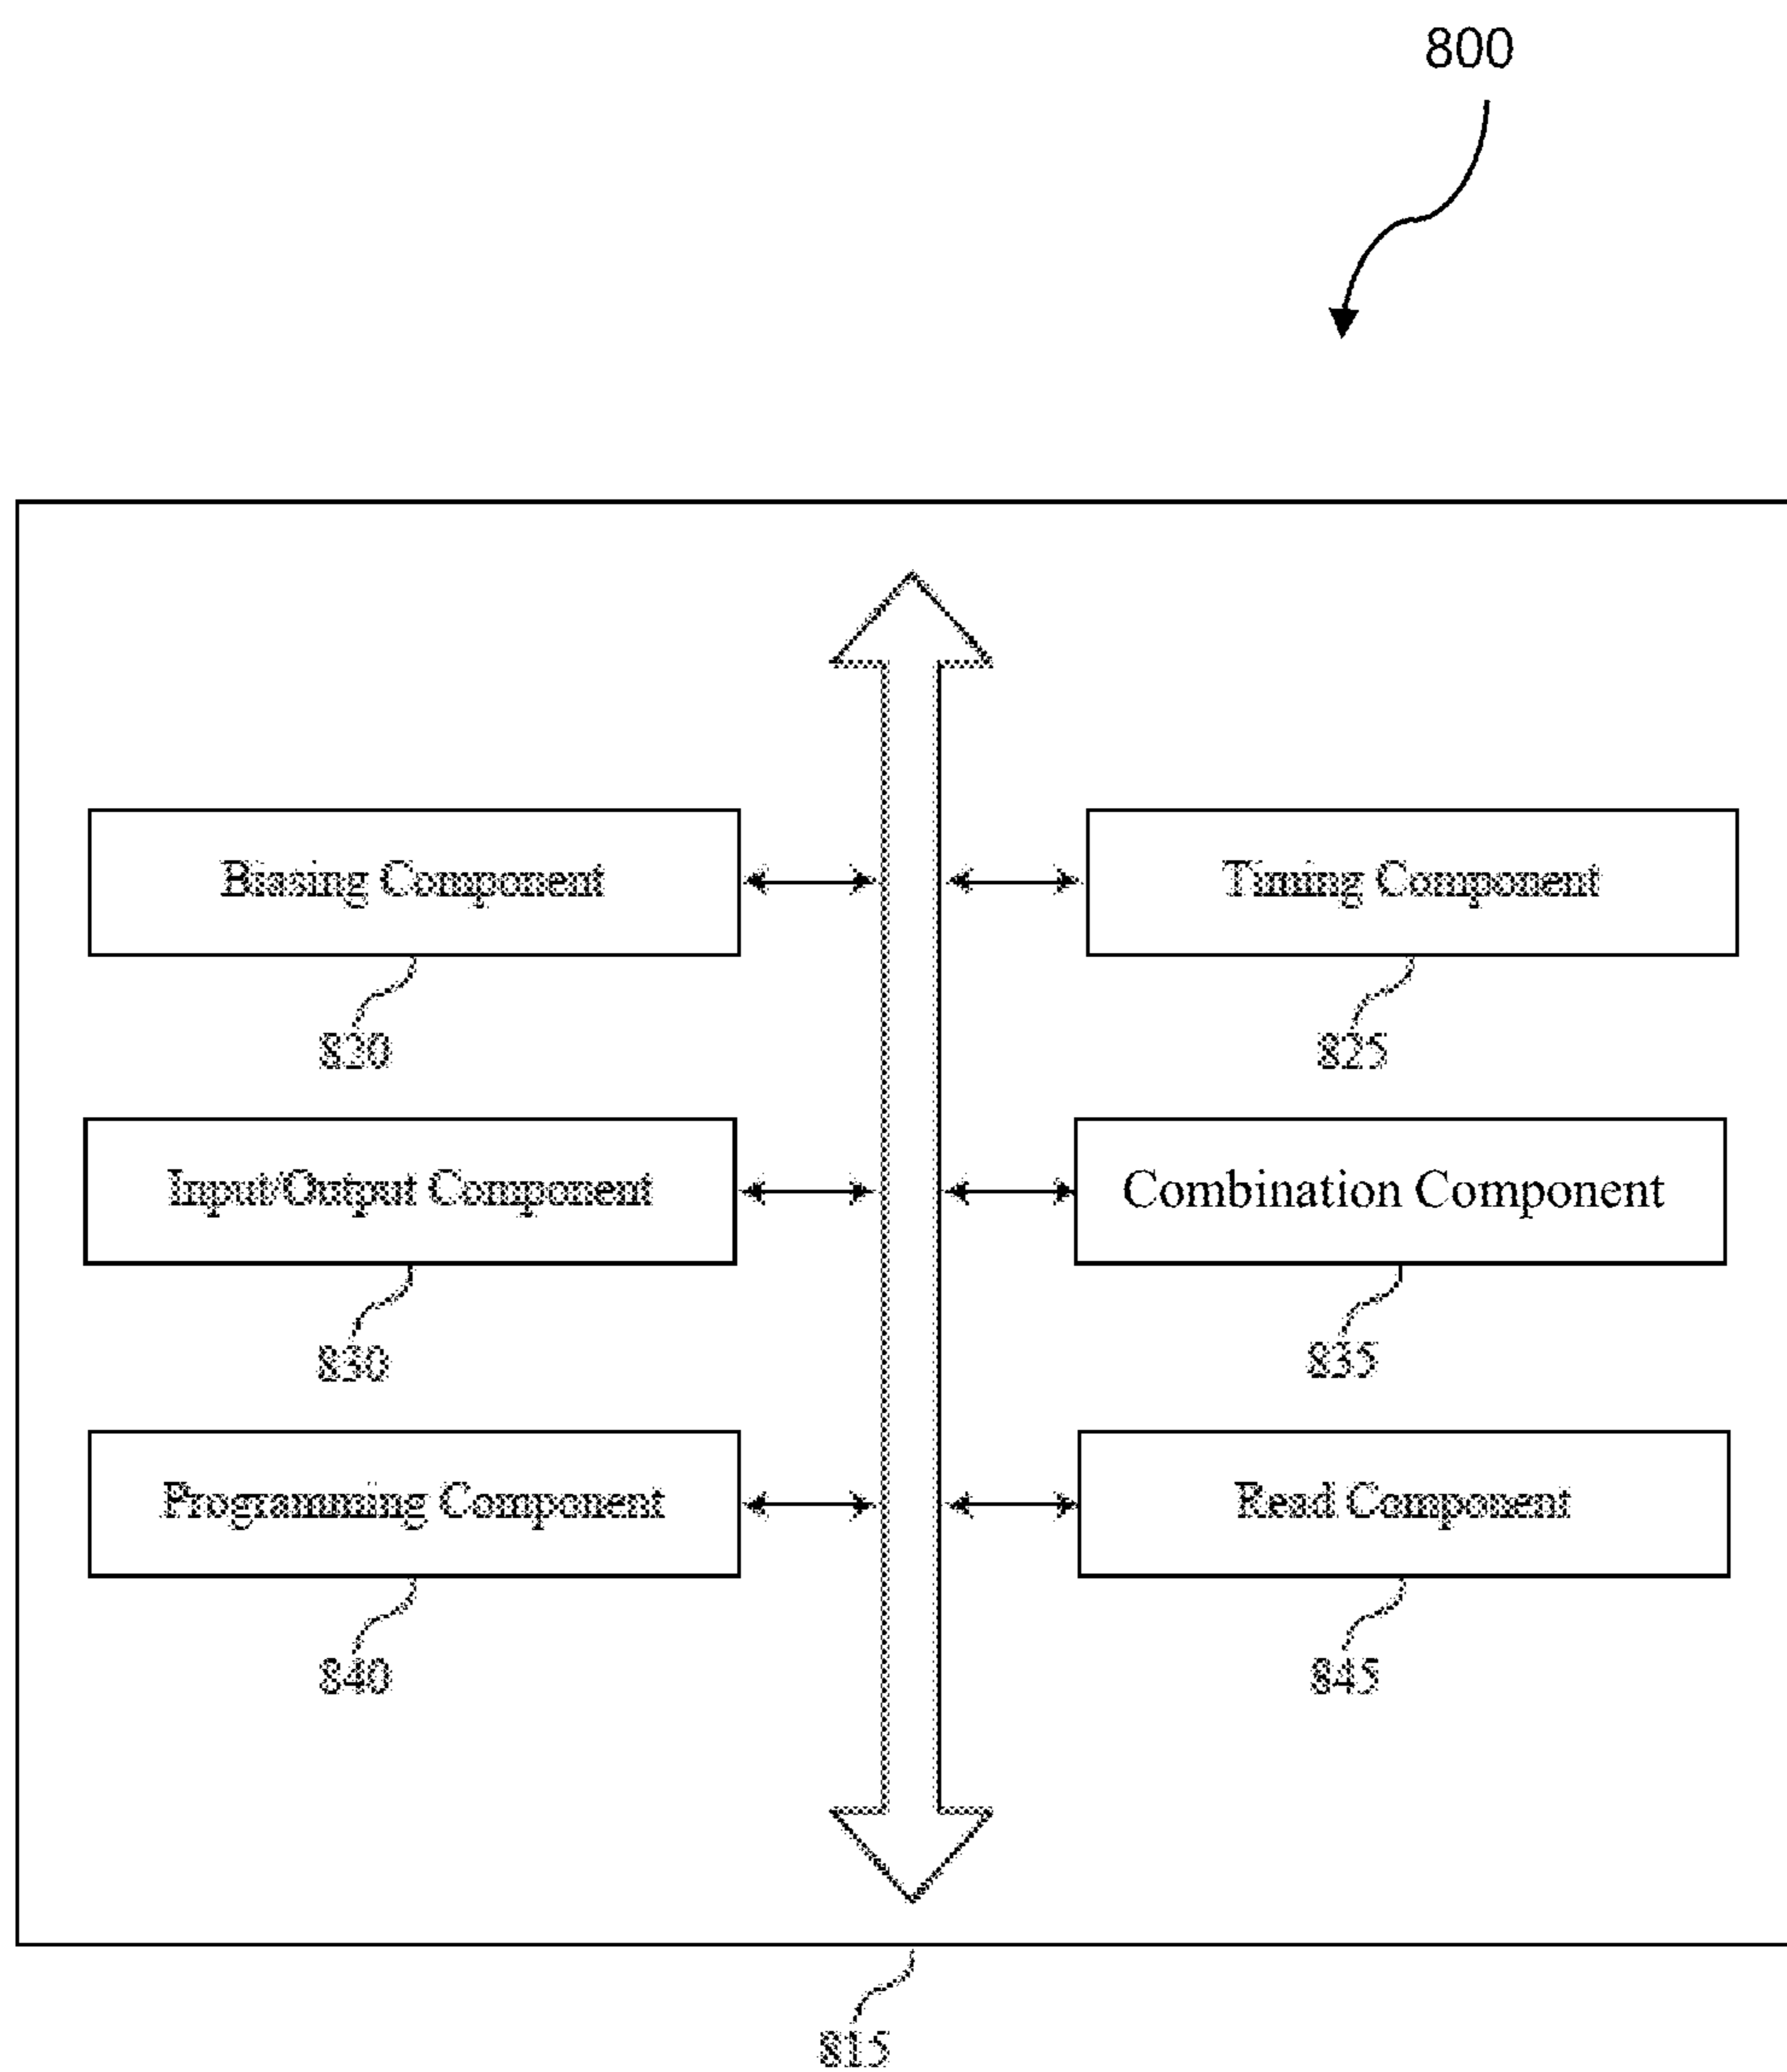 800
Biasing Component
Timing Component
820
825
Input/Output Component
Combination Component
830
835
Programming Component
Read Component
840
845
815